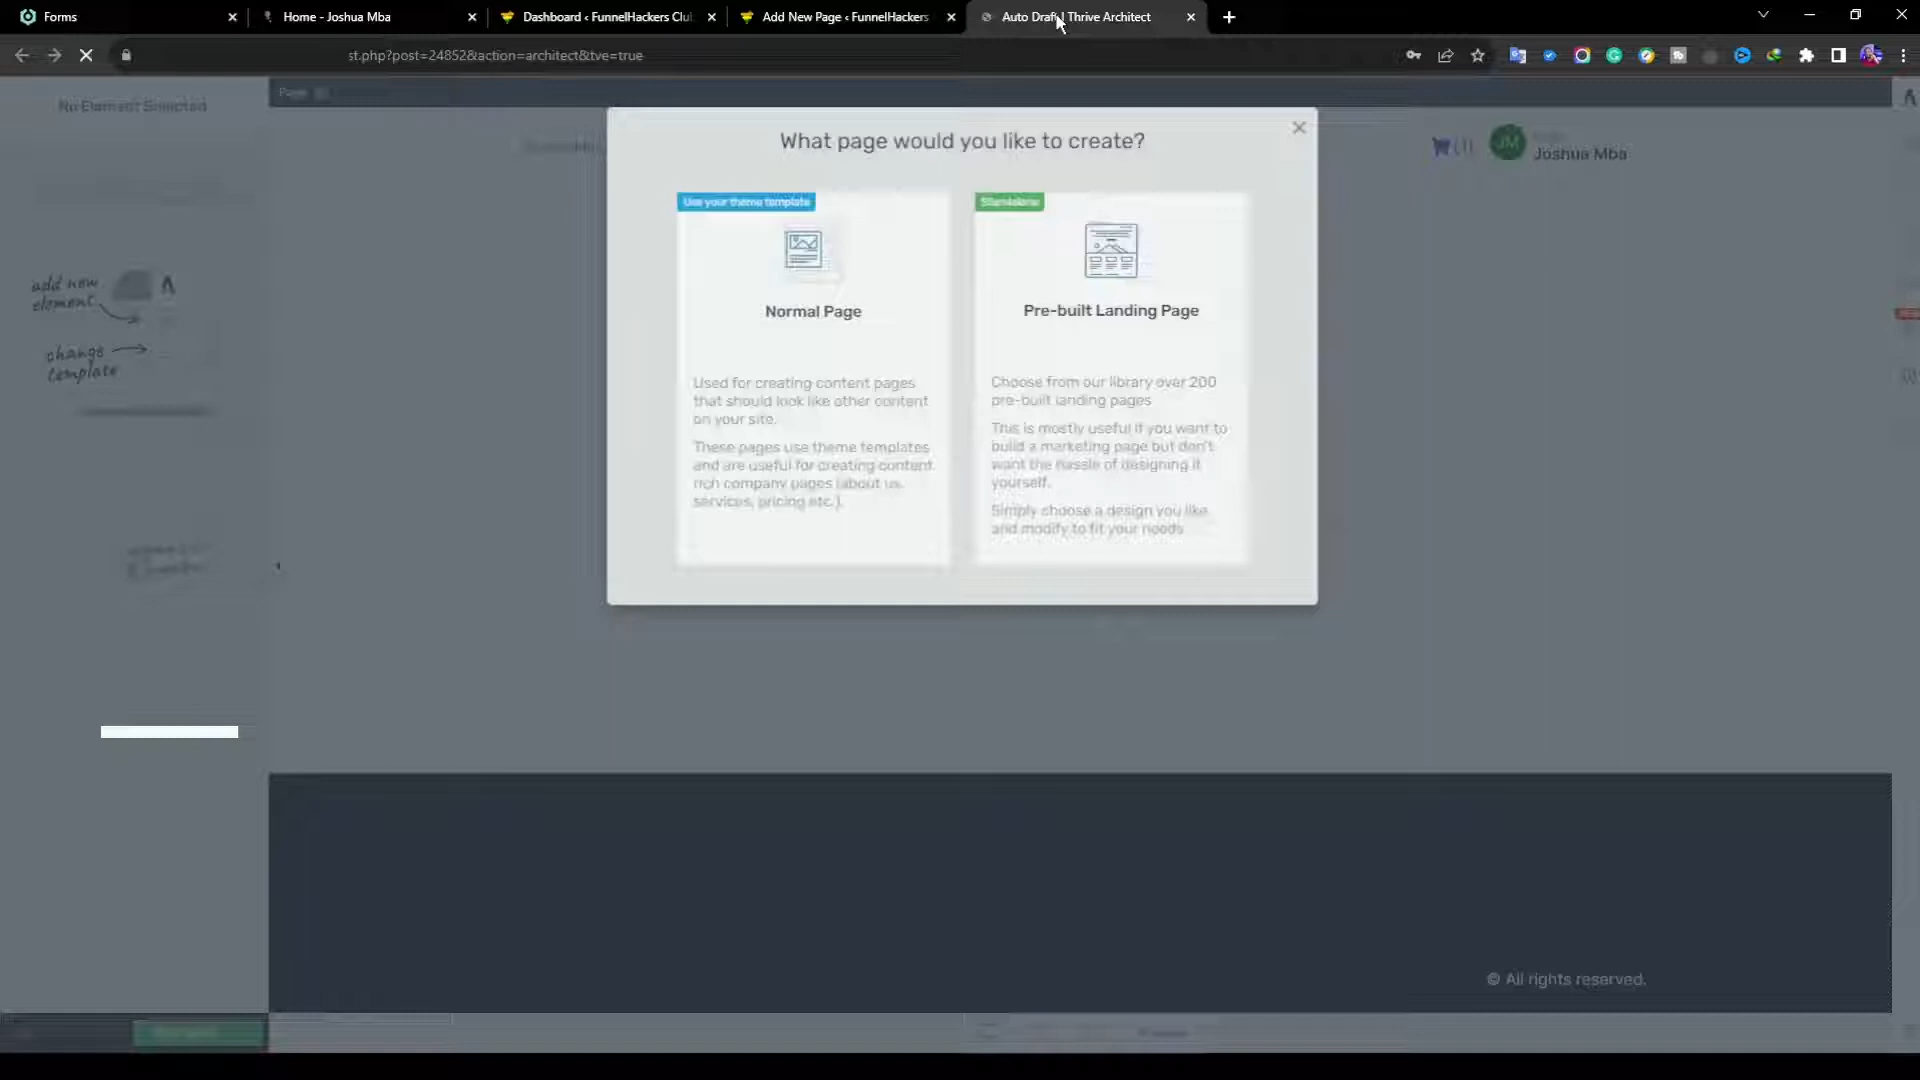 Forms
Home - Joshua Mba
Dashboard ‹ FunnelHackers Clu
Add New Page ‹ FunnelHackers
Auto Draft | Thrive Architect
st.php?post=24852&action=architect&tve=true
No Element Selected
Page
What page would you like to create?
JM
Joshua Mba
Use your theme template
Standalone
add new
element
change
template
Normal Page
Pre-built Landing Page
Used for creating content pages
that should look like other content
on your site.
These pages use theme templates
and are useful for creating content
rich company pages (about us,
services, pricing etc.).
Choose from our library over 200
pre-built landing pages
This is mostly useful if you want to
build a marketing page but don't
want the hassle of designing it
yourself.
Simply choose a design you like
and modify to fit your needs
© All rights reserved.